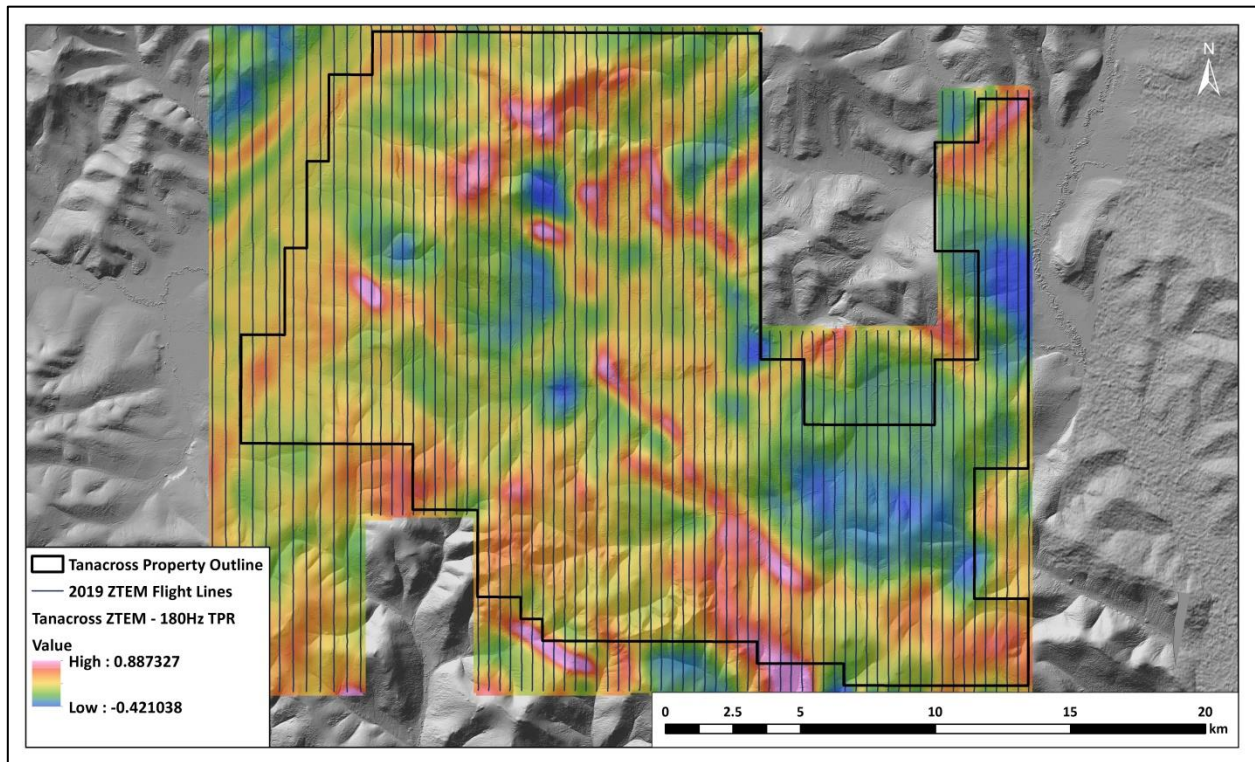 N
Tanacross Property Outline
2019 ZTEM Flight Lines
Tanacross ZTEM - 180Hz TPR
Value
High : 0.887327
Low : -0.421038
0 2.5 5 10 15 20
km